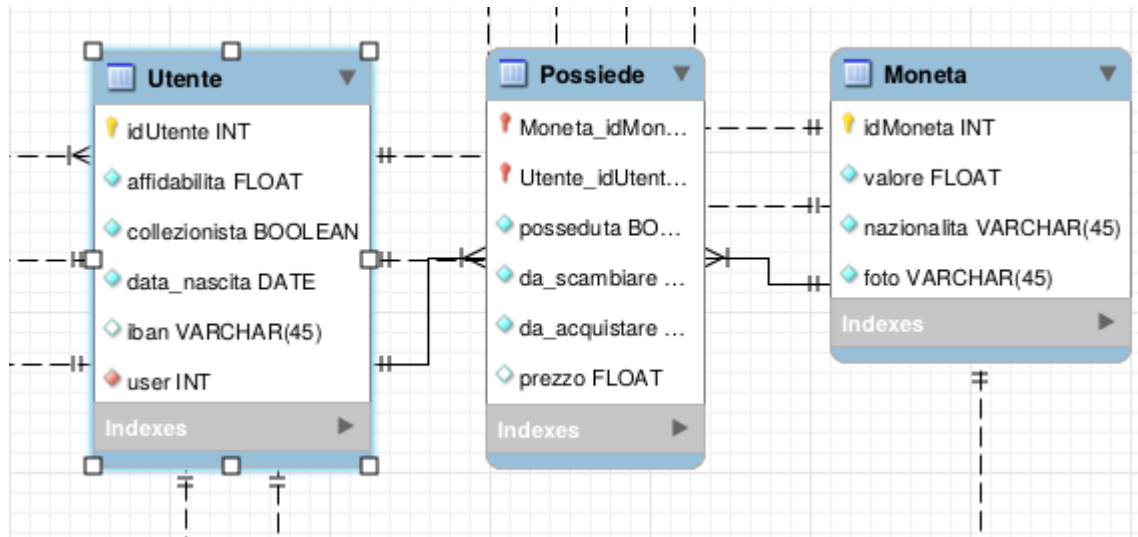 Utente
idUtente INT
affidabilita FLOAT
collezionista BOOLEAN
data_nascita DATE
iban VARCHAR(45)
user INT
Indexes
Possiede
Moneta_idMon...
Utente_idUtent...
posseduta BO...
da_scambiare ...
da_acquistare ...
prezzo FLOAT
Indexes
Moneta
idMoneta INT
valore FLOAT
nazionalita VARCHAR(45)
foto VARCHAR(45)
Indexes